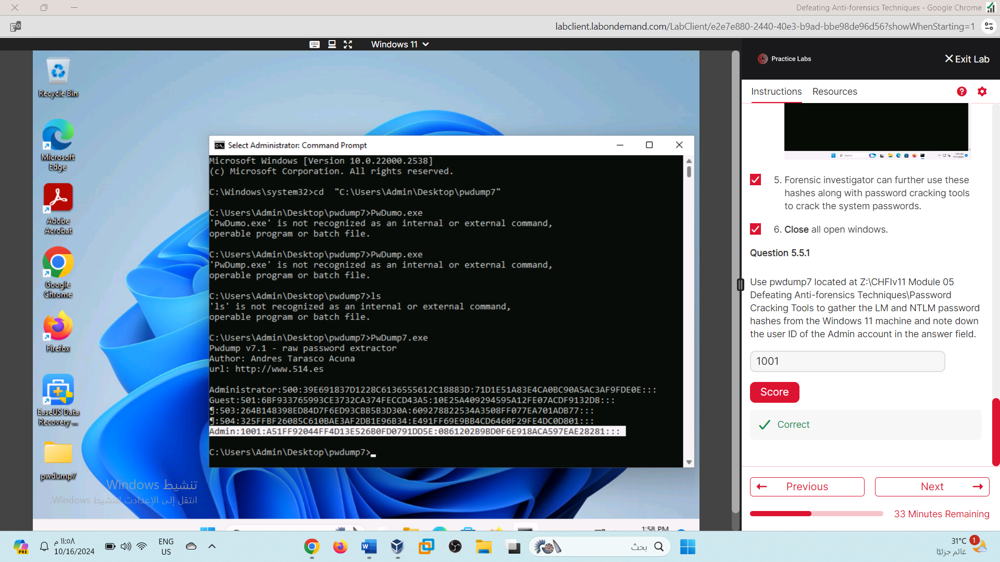 Defeating Anti-forensics Techniques - Google Chrome
labclient.labondemand.com/LabClient/e2e7e880-2440-40e3-b9ad-bbe98de96d56?showWhenStarting=1
Windows 11
Practice Labs
Exit Lab
Instructions
Resources
Recycle Bin
Microsoft
Edge
Adobe
Acrobat
Google
Chrome
Firefox
EaseUS Data
Recovery ...
pwdump7
Select Administrator: Command Prompt
Microsoft Windows [Version 10.0.22000.2538]
(c) Microsoft Corporation. All rights reserved.
C:\Windows\system32>cd  "C:\Users\Admin\Desktop\pwdump7"
C:\Users\Admin\Desktop\pwdump7>PwDumo.exe
'PwDumo.exe' is not recognized as an internal or external command,
operable program or batch file.
C:\Users\Admin\Desktop\pwdump7>PwDump.exe
'PwDump.exe' is not recognized as an internal or external command,
operable program or batch file.
C:\Users\Admin\Desktop\pwdump7>ls
'ls' is not recognized as an internal or external command,
operable program or batch file.
C:\Users\Admin\Desktop\pwdump7>PwDump7.exe
Pwdump v7.1 - raw password extractor
Author: Andres Tarasco Acuna
url: http://www.514.es
Administrator:500:39E691837D1228C6136555612C18883D:71D1E51A83E4CA0BC90A5AC3AF9FDE0E:::
Guest:501:6BF933765993CE3732CA374FECCD43A5:10E25A409294595A12FE07ACDF9132D8:::
¶:503:264B148398ED84D7F6ED93CBB5B3D30A:609278822534A3508FF077EA701ADB77:::
¶:504:325FFBF26085C610BAE3AF2DB1E96B34:E491FF69E9BB4CD6460F29FE4DC0D801:::
Admin:1001:A51FF92044FF4D13E526B0FD0791DD5E:0861202B9BD0F6E918ACA597EAE28281:::
C:\Users\Admin\Desktop\pwdump7>
تنشيط Windows
انتقل إلى الإعدادت لتنشيط Windows.
1:58 PM
5. Forensic investigator can further use these
hashes along with password cracking tools
to crack the system passwords.
6. Close all open windows.
Question 5.5.1
Use pwdump7 located at Z:\CHFIv11 Module 05
Defeating Anti-forensics Techniques\Password
Cracking Tools to gather the LM and NTLM password
hashes from the Windows 11 machine and note down
the user ID of the Admin account in the answer field.
1001
Score
Correct
Previous
Next
33 Minutes Remaining
PRE
١١:٥٨ م
10/16/2024
ENG
US
بحث
31°C
غائم جزئيًا
1